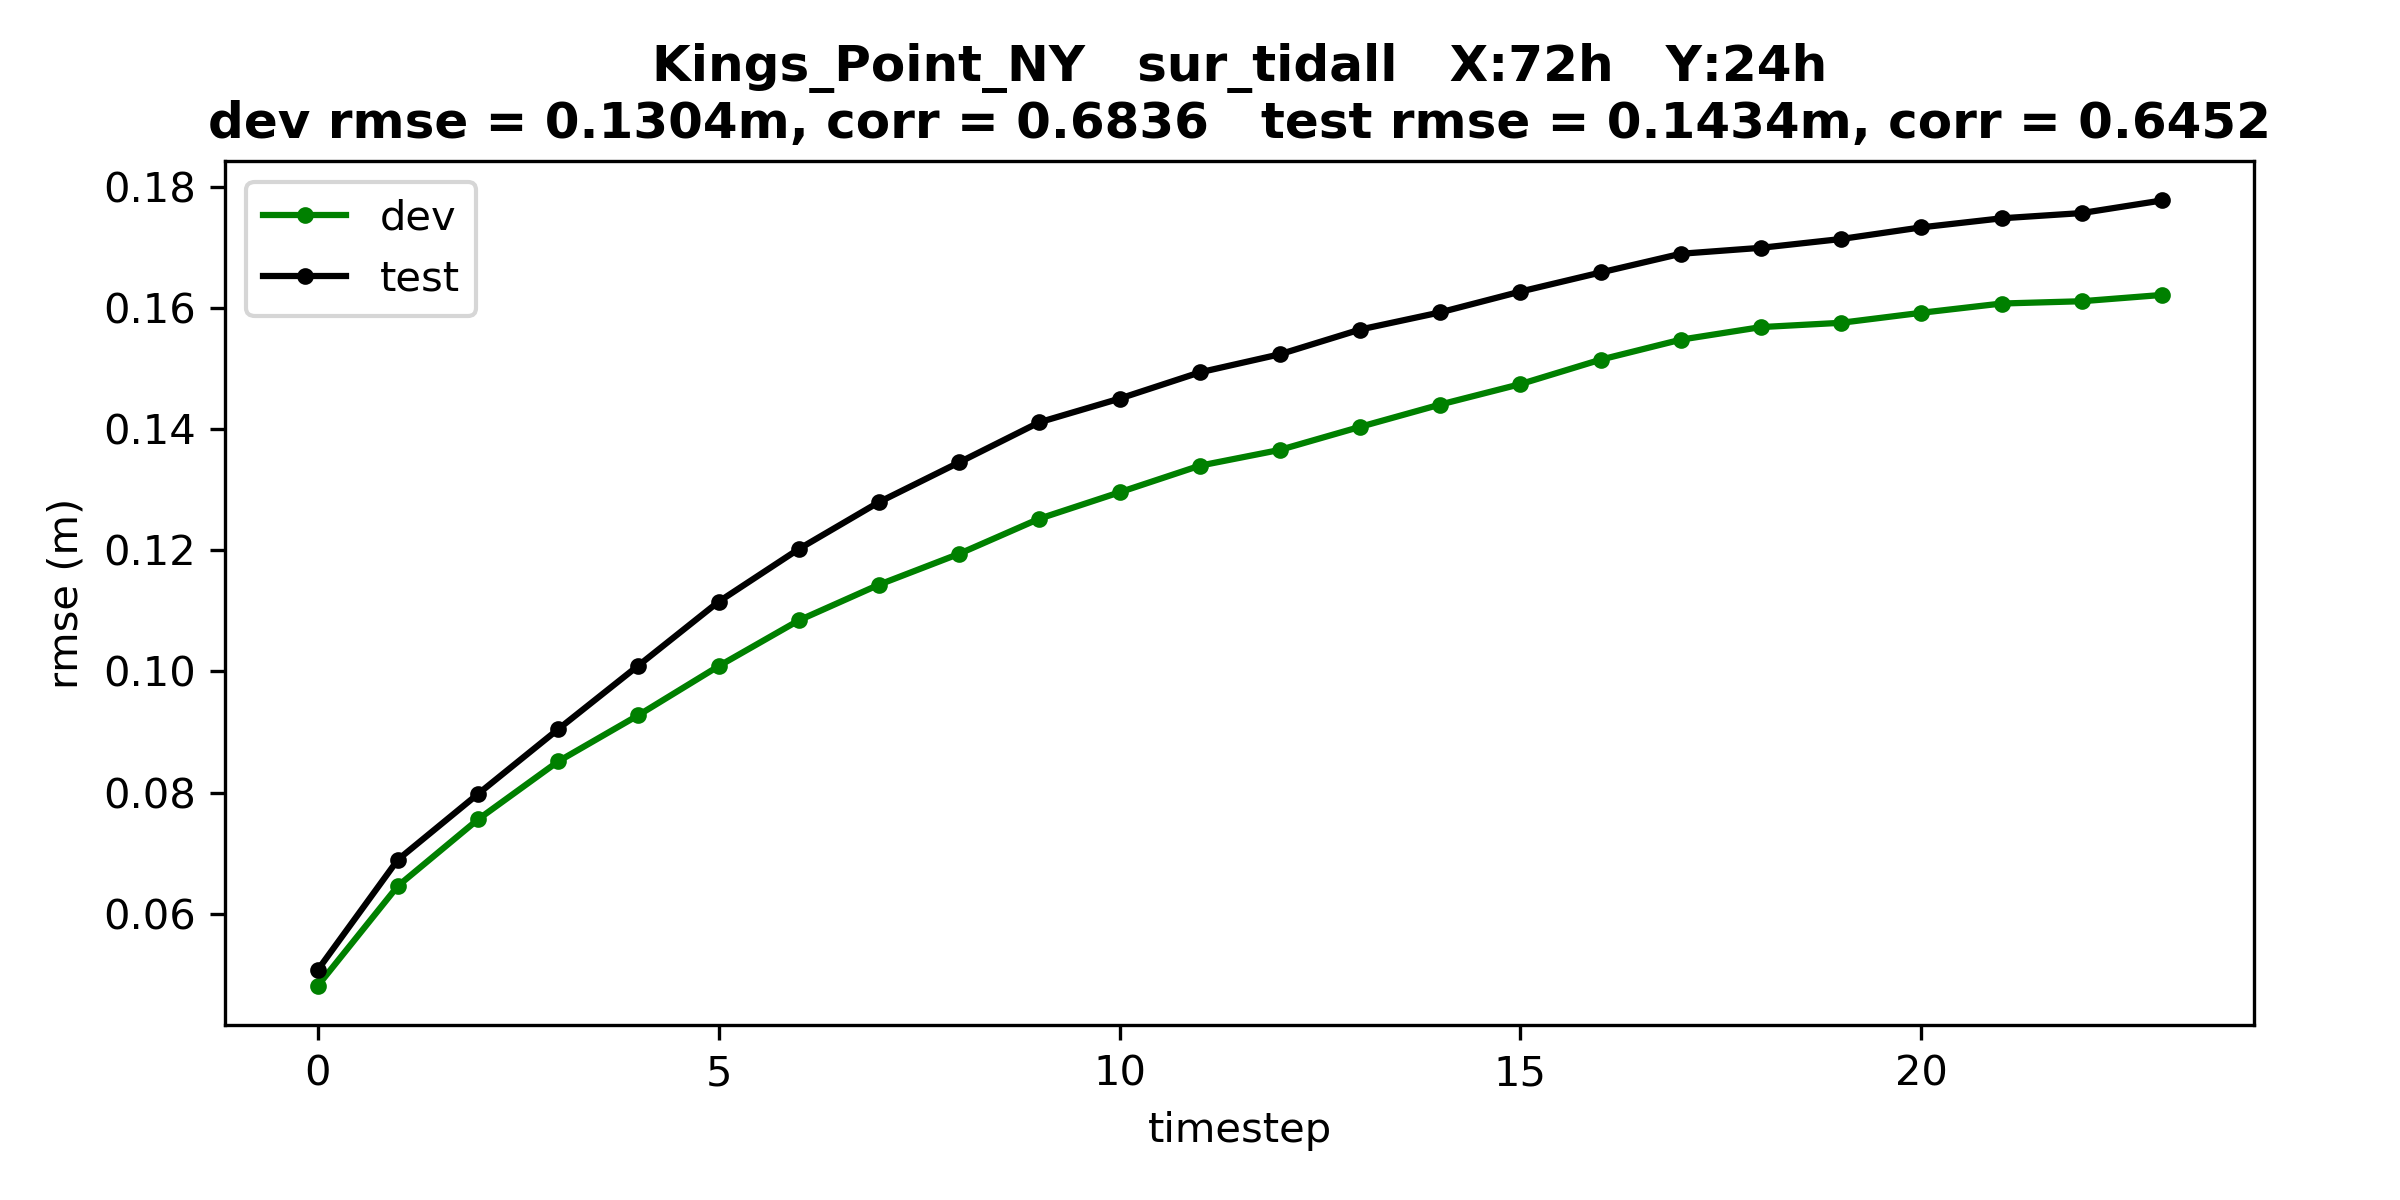 Kings_Point_NY   sur_tidall   X:72h   Y:24h
dev rmse = 0.1304m, corr = 0.6836   test rmse = 0.1434m, corr = 0.6452
dev
test
0.18
0.16
0.14
0.12
0.10
0.08
0.06
rmse (m)
0 5 10 15 20
timestep